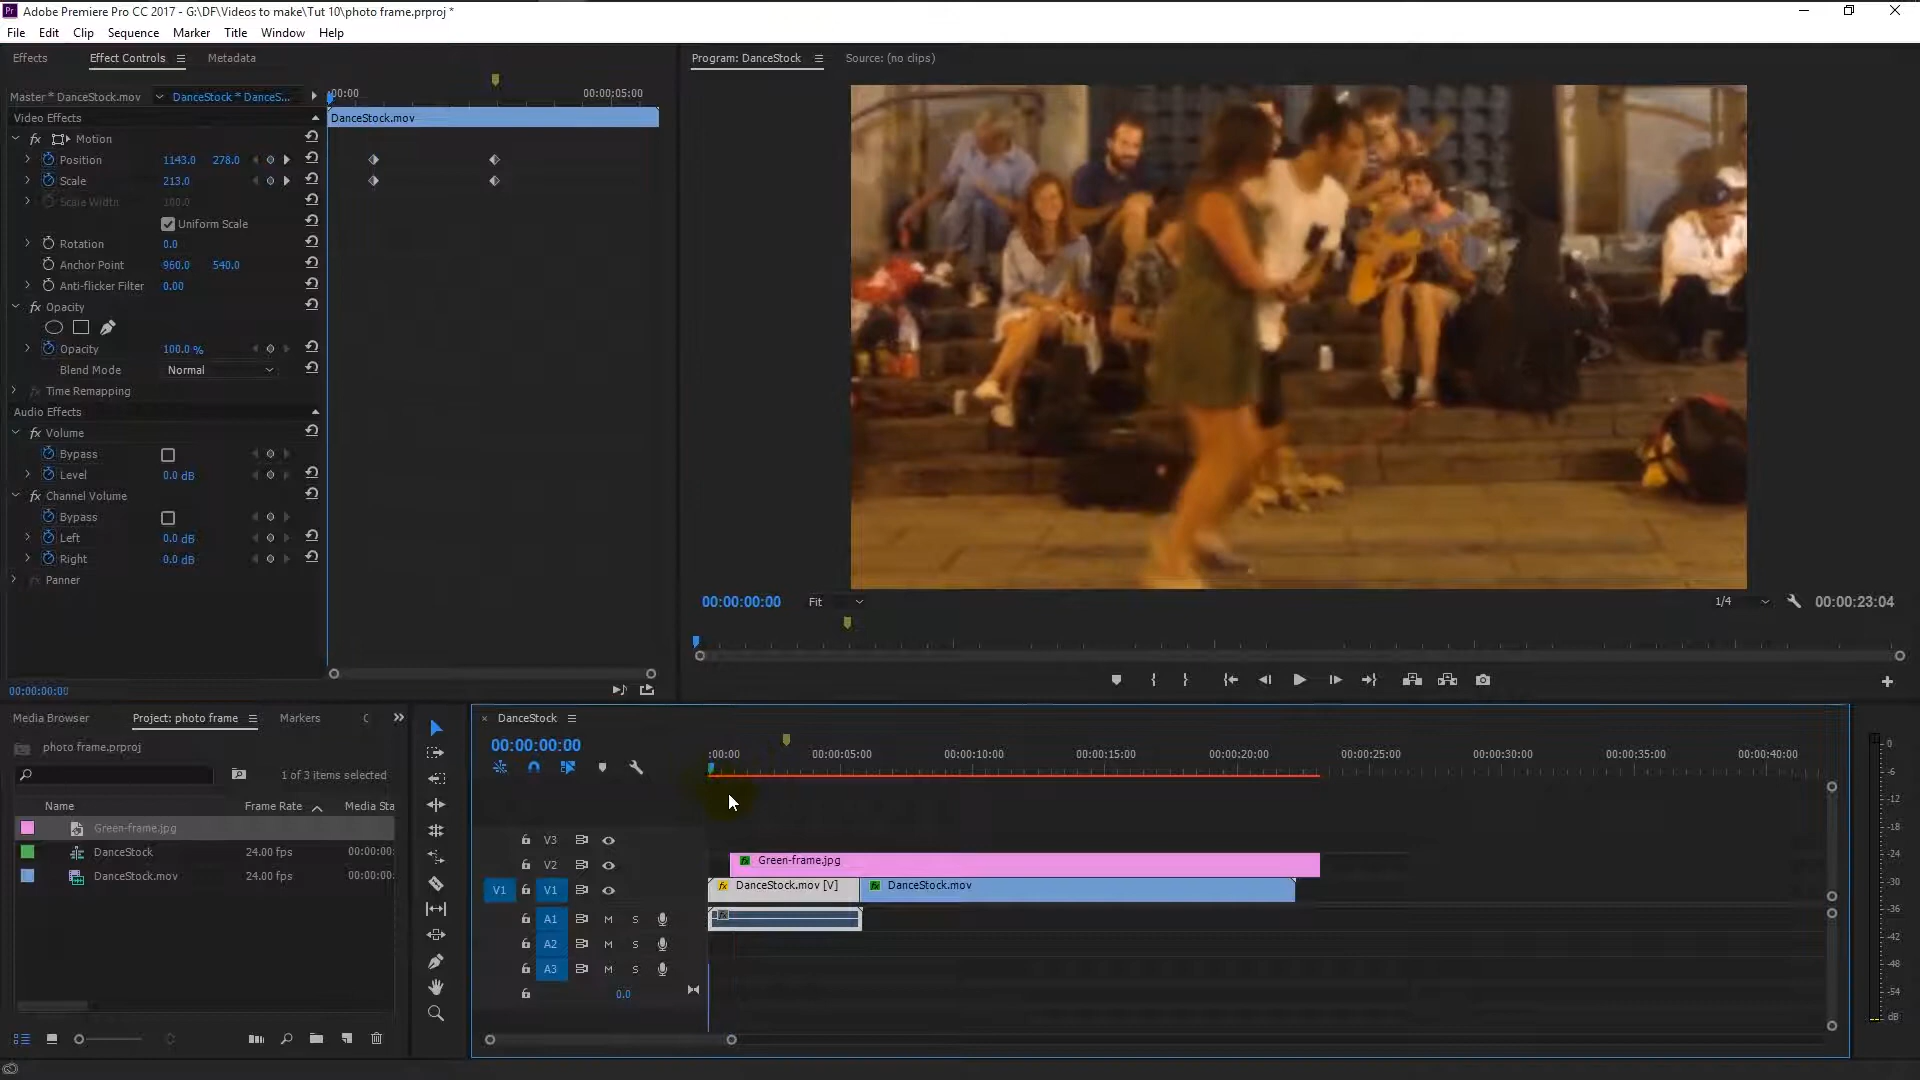 Adobe Premiere Pro CC 2017 - G:\DF\Videos to make\Tut 10\photo frame.prproj *
File Edit Clip Sequence Marker Title Window Help
Effects Effect Controls Metadata
Program: DanceStock Source: (no clips)
Master * DanceStock.mov DanceStock * DanceS... :00:00 00:00:05:00
Video Effects DanceStock.mov
fx Motion
Position 1143.0 278.0
Scale 213.0
Scale Width 100.0
Uniform Scale
Rotation 0.0
Anchor Point 960.0 540.0
Anti-flicker Filter 0.00
fx Opacity
Opacity 100.0 %
Blend Mode Normal
fx Time Remapping
Audio Effects
fx Volume
Bypass
Level 0.0 dB
fx Channel Volume
Bypass
Left 0.0 dB
Right 0.0 dB
fx Panner
00:00:00:00
00:00:00:00 Fit 1/4 00:00:23:04
Media Browser Project: photo frame Markers C
photo frame.prproj
1 of 3 items selected
Name Frame Rate Media Sta
Green-frame.jpg
DanceStock 24.00 fps 00:00:00:
DanceStock.mov 24.00 fps 00:00:00:
DanceStock
00:00:00:00
:00:00 00:00:05:00 00:00:10:00 00:00:15:00 00:00:20:00 00:00:25:00 00:00:30:00 00:00:35:00 00:00:40:00
V3
V2 fx Green-frame.jpg
V1 V1 fx DanceStock.mov [V] fx DanceStock.mov
A1 M S fx
A2 M S
A3 M S
0.0
0
-6
-12
-18
-24
-30
-36
-42
-48
-54
dB